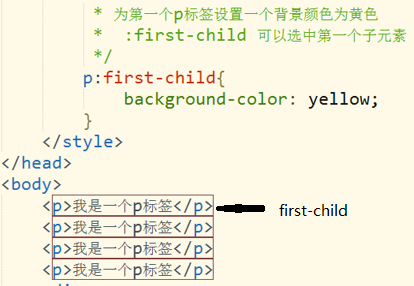 * 为第一个p标签设置一个背景颜色为黄色
* :first-child 可以选中第一个子元素
*/
p:first-child{
background-color: yellow;
}
</style>
</head>
<body>
<p>我是一个p标签</p> first-child
<p>我是一个p标签</p>
<p>我是一个p标签</p>
<p>我是一个p标签</p>